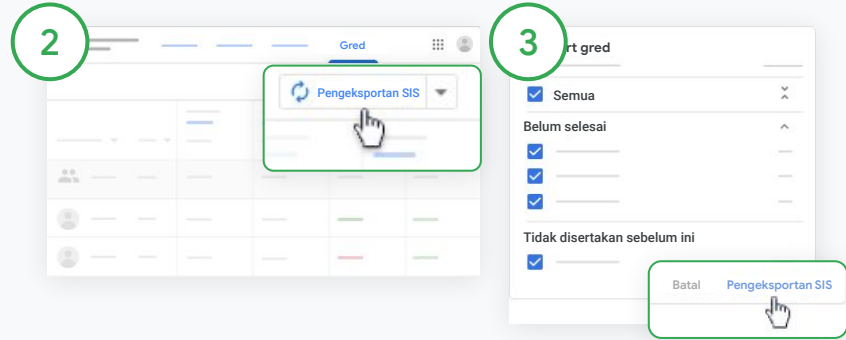 2
Gred
Pengeksportan SIS
3
rt gred
Semua
Belum selesai
Tidak disertakan sebelum ini
Batal
Pengeksportan SIS